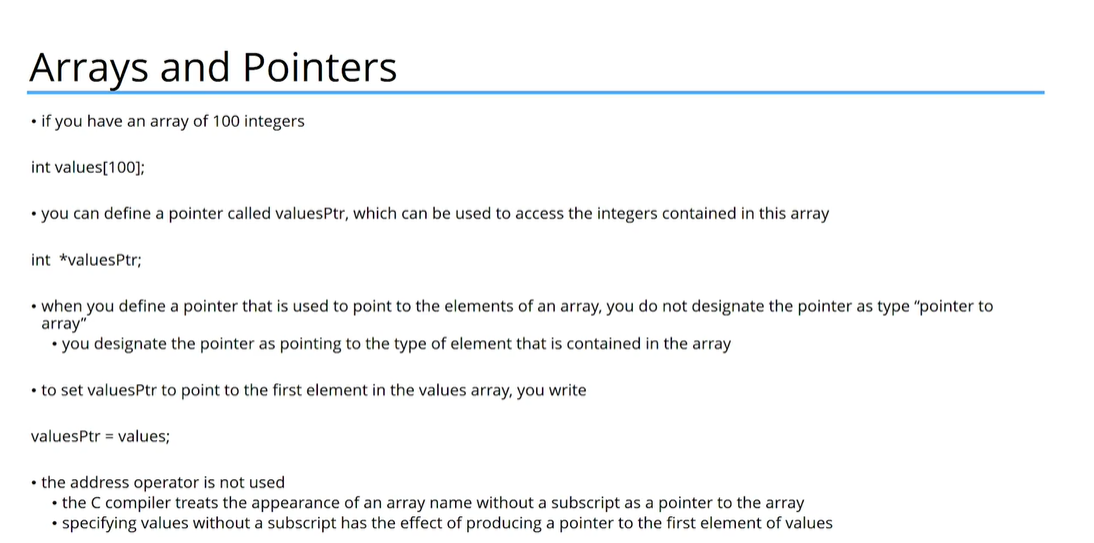 Arrays and Pointers
• if you have an array of 100 integers
int values[100];
• you can define a pointer called valuesPtr, which can be used to access the integers contained in this array
int  *valuesPtr;
• when you define a pointer that is used to point to the elements of an array, you do not designate the pointer as type “pointer to
array”
• you designate the pointer as pointing to the type of element that is contained in the array
• to set valuesPtr to point to the first element in the values array, you write
valuesPtr = values;
• the address operator is not used
• the C compiler treats the appearance of an array name without a subscript as a pointer to the array
• specifying values without a subscript has the effect of producing a pointer to the first element of values